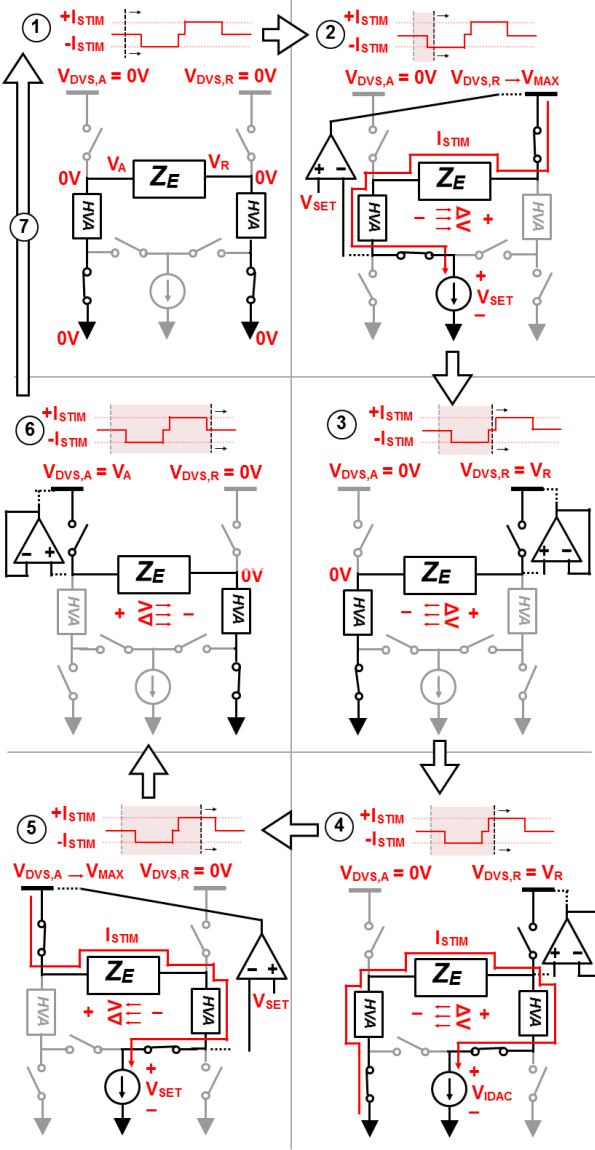 1
+ISTIM
-ISTIM
VDVS,A = 0V
VDVS,R = 0V
VA
VR
0V
ZE
0V
HVA
HVA
0V
0V
2
+ISTIM
-ISTIM
VDVS,A = 0V
VDVS,R → VMAX
ISTIM
+ -
ZE
VSET
HVA
- ΔV +
HVA
+
VSET
-
7
6
+ISTIM
-ISTIM
VDVS,A = VA
VDVS,R = 0V
- +
ZE
0V
HVA
+ ΔV -
HVA
3
+ISTIM
-ISTIM
VDVS,A = 0V
VDVS,R = VR
+ -
0V
ZE
HVA
- ΔV +
HVA
5
+ISTIM
-ISTIM
VDVS,A → VMAX
VDVS,R = 0V
ISTIM
ZE
- +
HVA
+ ΔV -
HVA
VSET
+
VSET
-
4
+ISTIM
-ISTIM
VDVS,A = 0V
VDVS,R = VR
ISTIM
+ -
ZE
HVA
- ΔV +
HVA
+
VIDAC
-